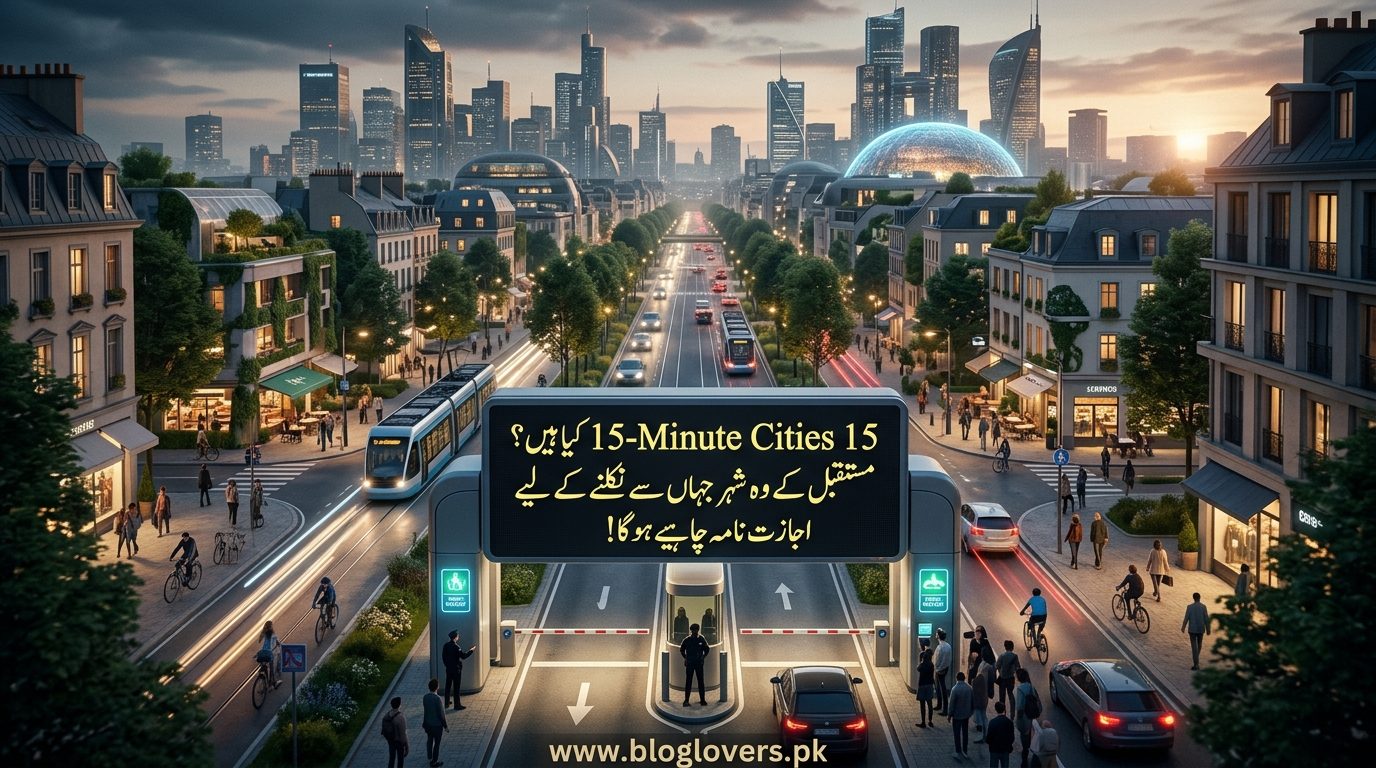 15-Minute Cities 15 کیا ہیں؟
مستقبل کے وہ شہر جہاں سے نکلنے کے لیے
اجازت نامہ چاہیے ہوگا!
www.bloglovers.pk